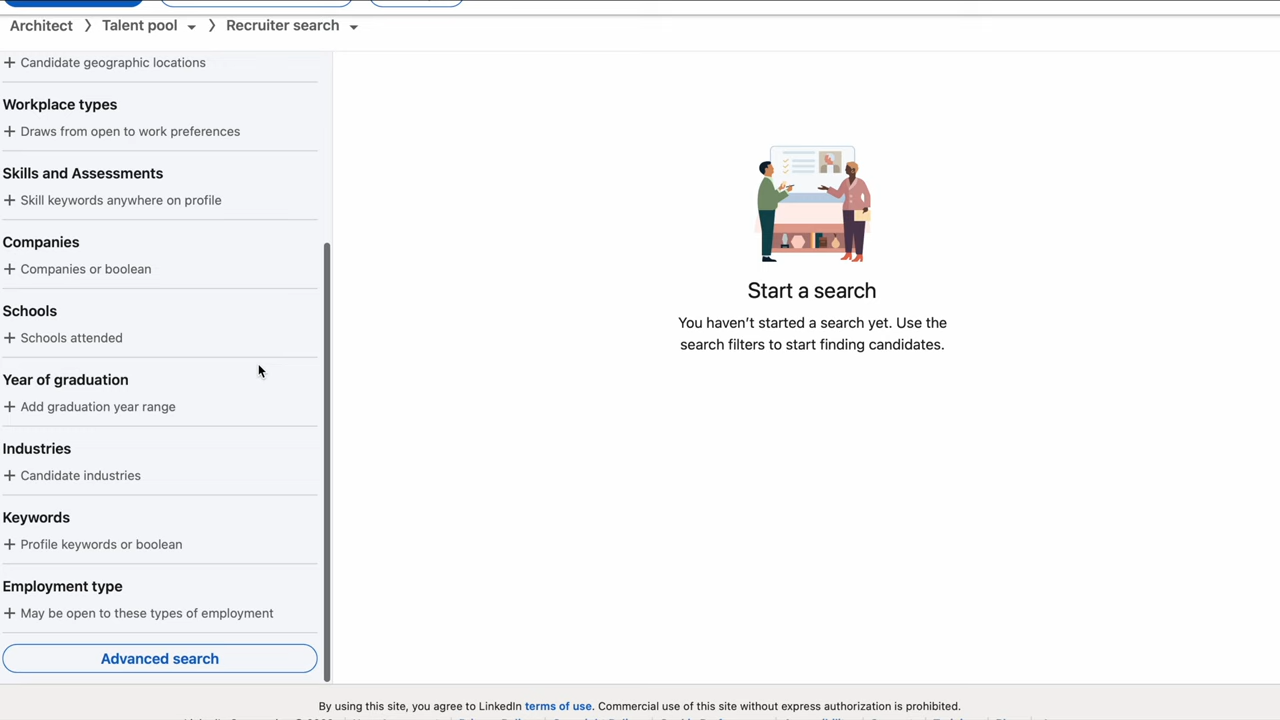 Architect > Talent pool > Recruiter search
+ Candidate geographic locations
Workplace types
+ Draws from open to work preferences
Skills and Assessments
+ Skill keywords anywhere on profile
Companies
+ Companies or boolean
Schools
+ Schools attended
Year of graduation
+ Add graduation year range
Industries
+ Candidate industries
Keywords
+ Profile keywords or boolean
Employment type
+ May be open to these types of employment
Advanced search
Start a search
You haven't started a search yet. Use the
search filters to start finding candidates.
By using this site, you agree to LinkedIn terms of use. Commercial use of this site without express authorization is prohibited.